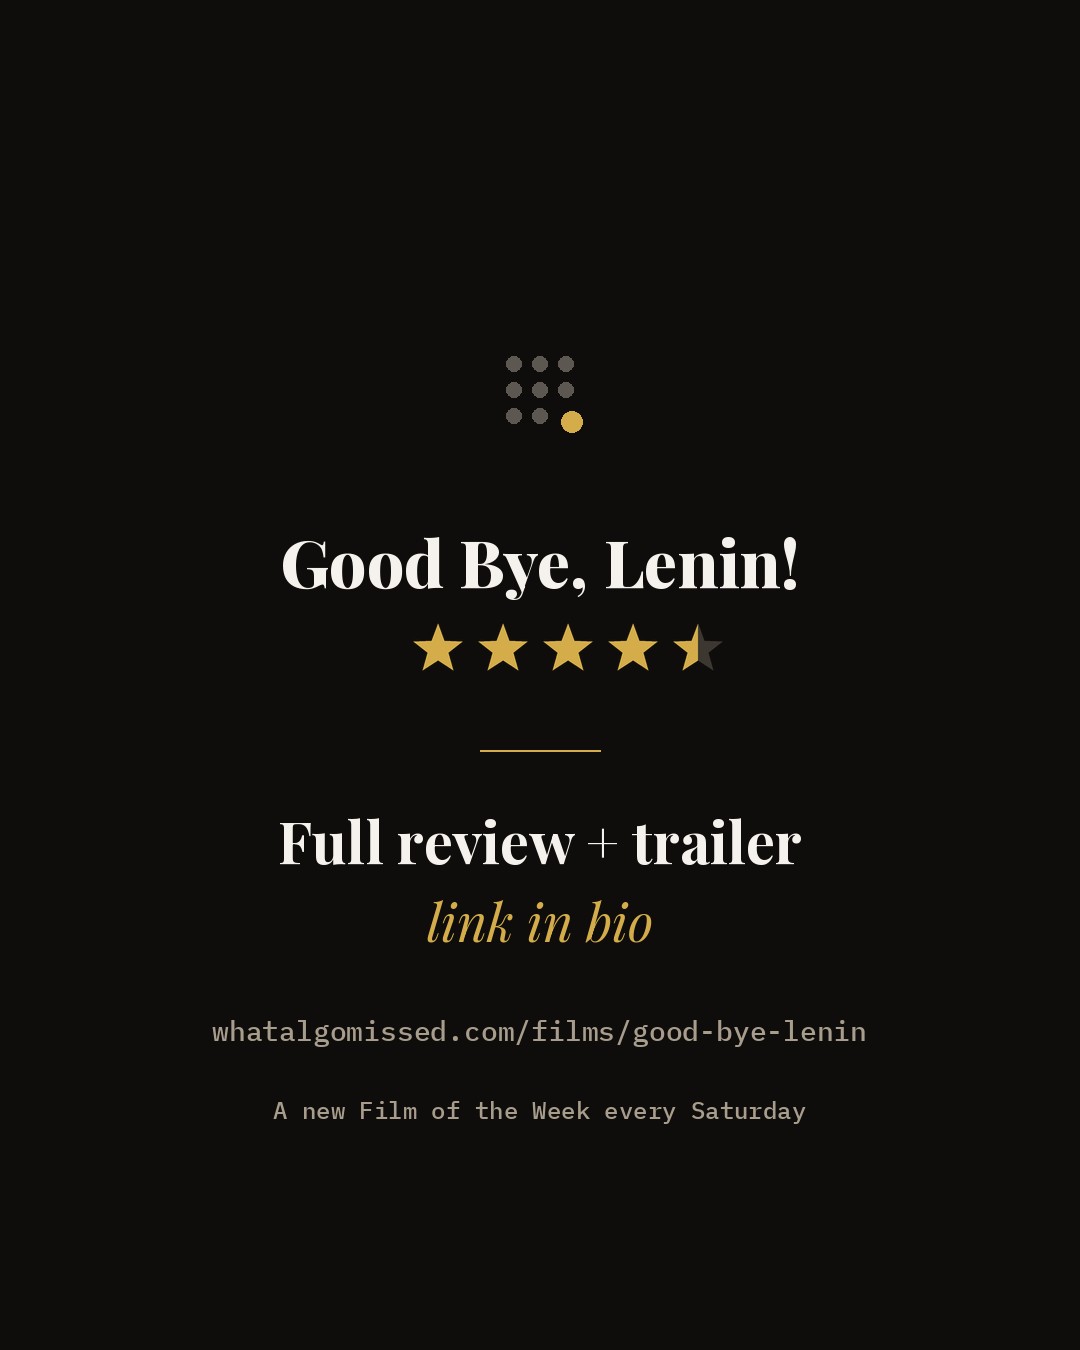 Good Bye, Lenin!
Full review + trailer
link in bio
whatalgomissed.com/films/good-bye-lenin
A new Film of the Week every Saturday